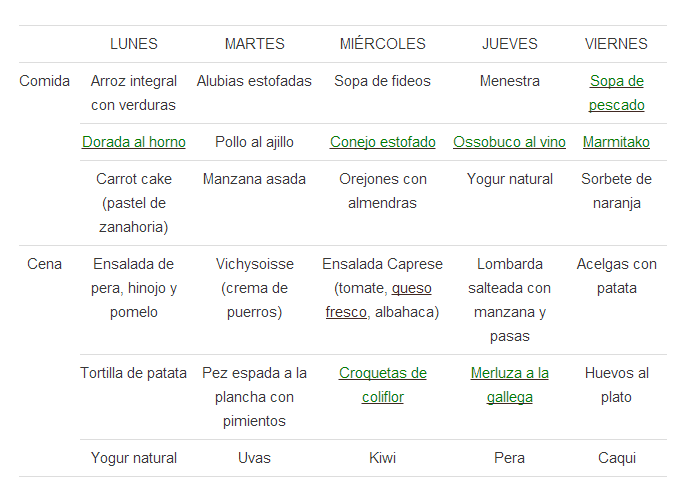 LUNES MARTES MIÉRCOLES JUEVES VIERNES
Comida Arroz integral Alubias estofadas Sopa de fideos Menestra Sopa de
con verduras pescado
Dorada al horno Pollo al ajillo Conejo estofado Ossobuco al vino Marmitako
Carrot cake Manzana asada Orejones con Yogur natural Sorbete de
(pastel de almendras naranja
zanahoria)
Cena Ensalada de Vichysoisse Ensalada Caprese Lombarda Acelgas con
pera, hinojo y (crema de (tomate, queso salteada con patata
pomelo puerros) fresco, albahaca) manzana y
pasas
Tortilla de patata Pez espada a la Croquetas de Merluza a la Huevos al
plancha con coliflor gallega plato
pimientos
Yogur natural Uvas Kiwi Pera Caqui